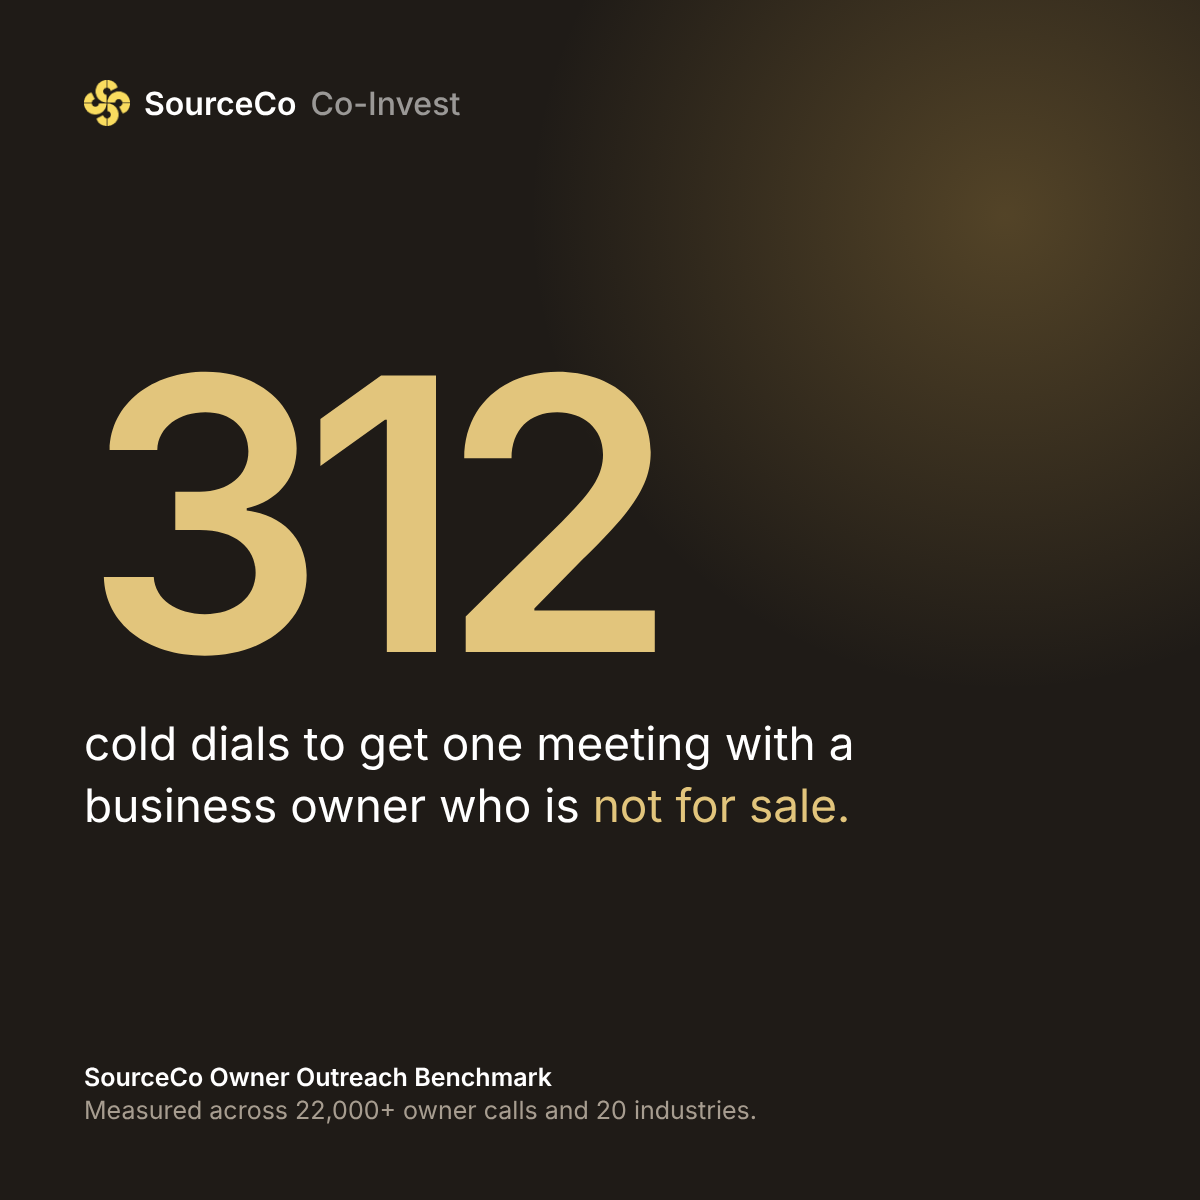 SourceCo Co-Invest
312
cold dials to get one meeting with a
business owner who is not for sale.
SourceCo Owner Outreach Benchmark
Measured across 22,000+ owner calls and 20 industries.